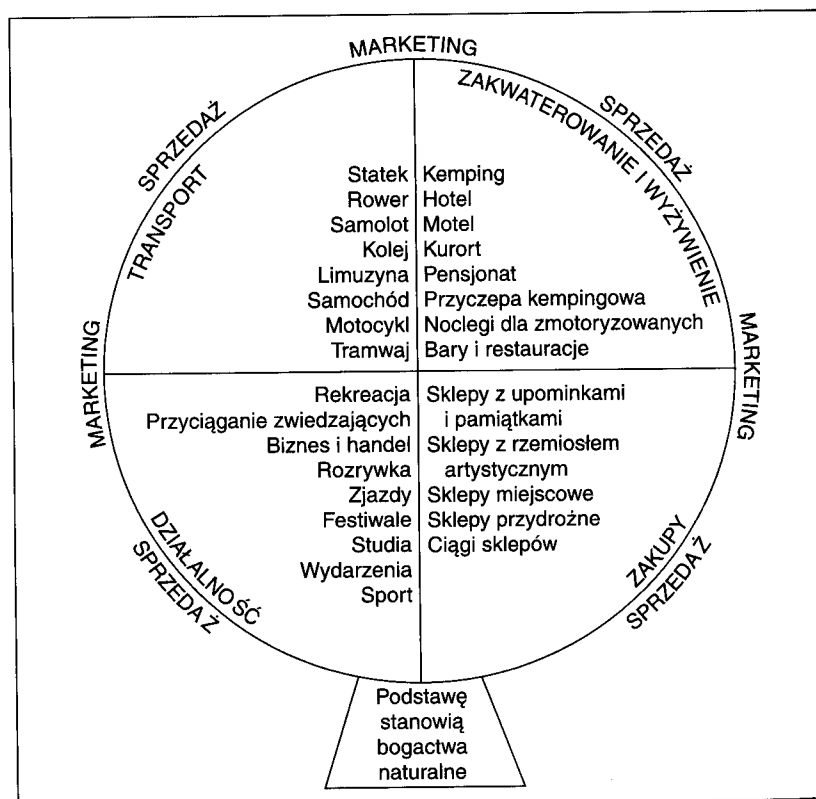 MARKETING
SPRZEDAŻ
TRANSPORT
Statek
Rower
Samolot
Kolej
Limuzyna
Samochód
Motocykl
Tramwaj
ZAKWATEROWANIE I WYŻYWIENIE
SPRZEDAŻ
Kemping
Hotel
Motel
Kurort
Pensjonat
Przyczepa kempingowa
Noclegi dla zmotoryzowanych
Bary i restauracje
MARKETING
MARKETING
Rekreacja
Przyciąganie zwiedzających
Biznes i handel
Rozrywka
Zjazdy
Festiwale
Studia
Wydarzenia
Sport
DZIAŁALNOŚĆ
SPRZEDAŻ
Sklepy z upominkami
i pamiątkami
Sklepy z rzemiosłem
artystycznym
Sklepy miejscowe
Sklepy przydrożne
Ciągi sklepów
ZAKUPY
SPRZEDAŻ
Podstawę
stanowią
bogactwa
naturalne